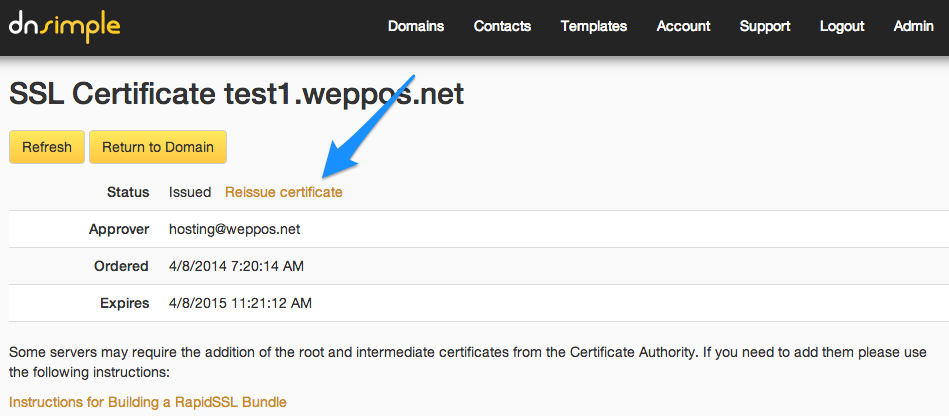 dnsimple
Domains Contacts Templates Account Support Logout Admin
SSL Certificate test1.weppos.net
Refresh Return to Domain
Status Issued Reissue certificate
Approver hosting@weppos.net
Ordered 4/8/2014 7:20:14 AM
Expires 4/8/2015 11:21:12 AM
Some servers may require the addition of the root and intermediate certificates from the Certificate Authority. If you need to add them please use
the following instructions:
Instructions for Building a RapidSSL Bundle